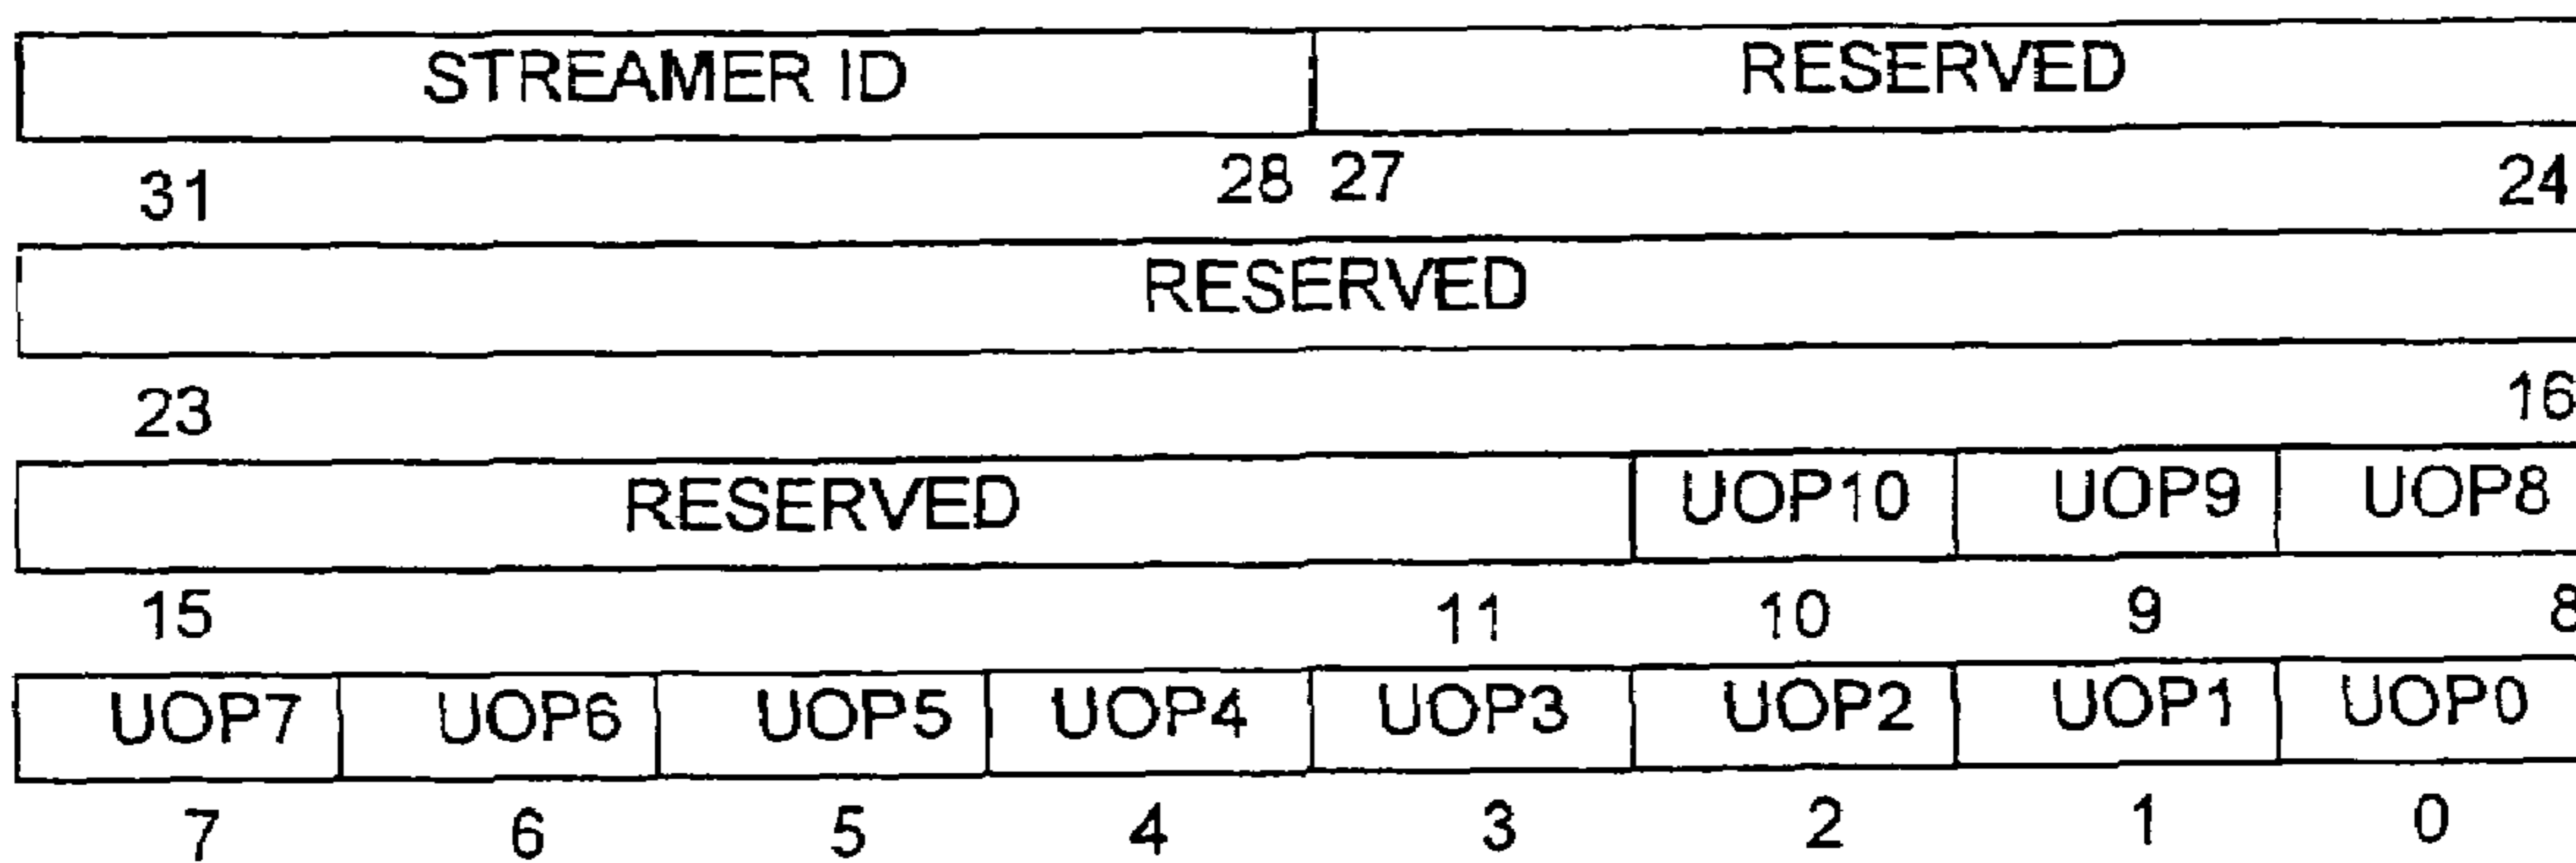 STREAMER ID RESERVED
31 28 27 24
RESERVED
23 16
RESERVED UOP10 UOP9 UOP8
15 11 10 9 8
UOP7 UOP6 UOP5 UOP4 UOP3 UOP2 UOP1 UOP0
7 6 5 4 3 2 1 0